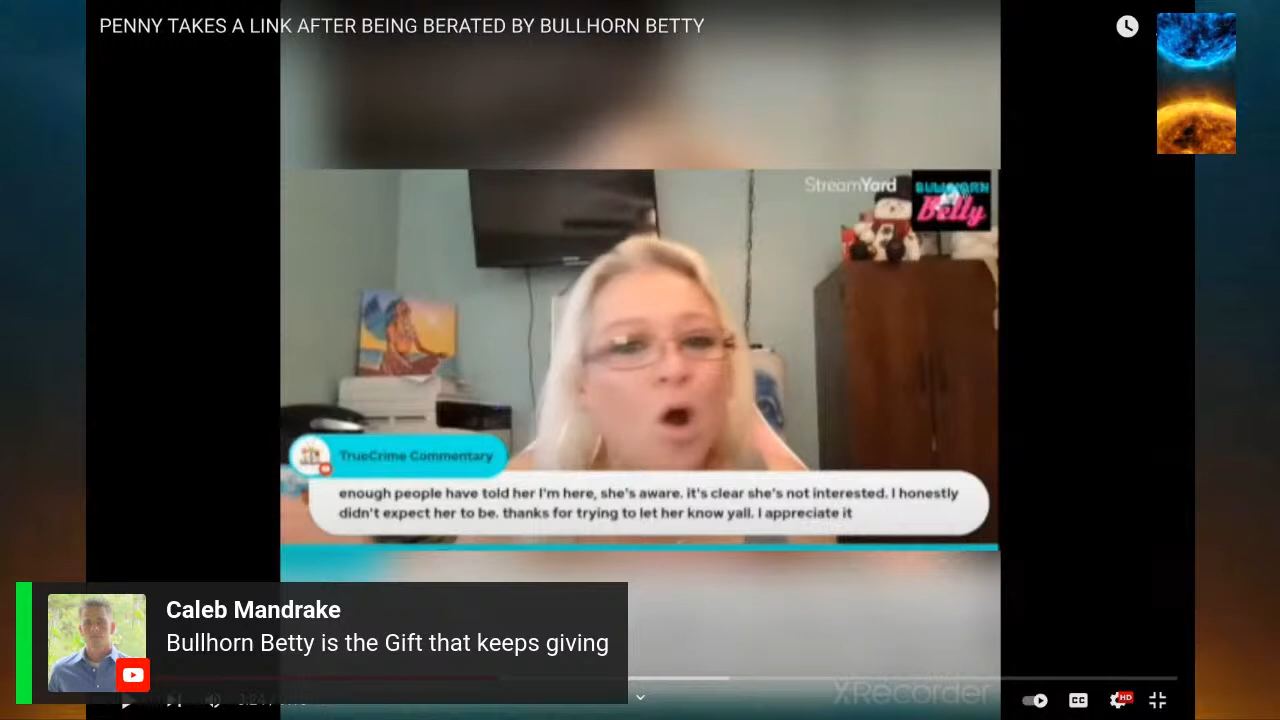 PENNY TAKES A LINK AFTER BEING BERATED BY BULLHORN BETTY
StreamYard
BULLHORN
Betty
TrueCrime Commentary
enough people have told her I'm here, she's aware. it's clear she's not interested. I honestly
didn't expect her to be. thanks for trying to let her know yall. I appreciate it
Caleb Mandrake
Bullhorn Betty is the Gift that keeps giving
XRecorder
CC
HD